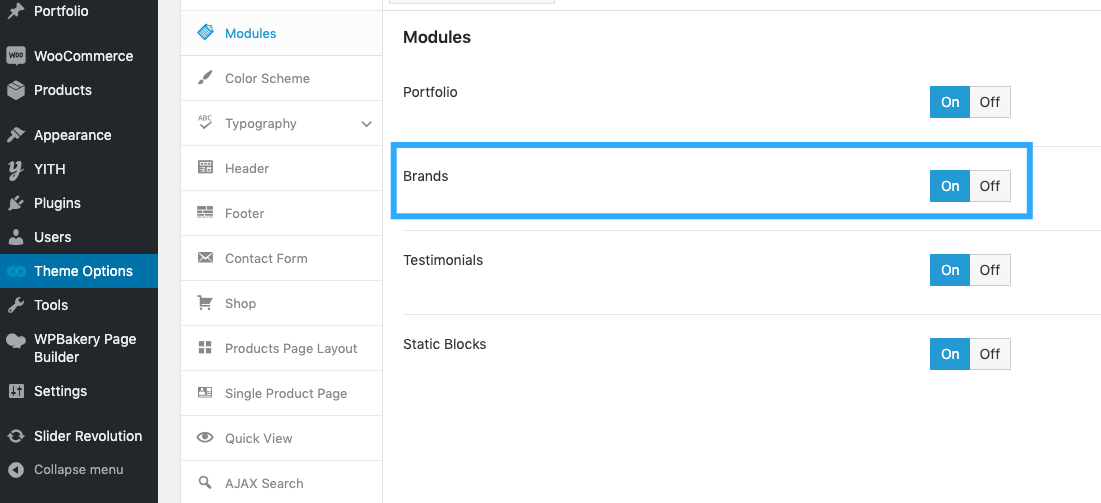 Portfolio
WOO
WooCommerce
Products
Appearance
YITH
Plugins
Users
Theme Options
Tools
WPBakery Page
Builder
Settings
Slider Revolution
Collapse menu
Modules
Color Scheme
ABC
Typography
Header
Footer
Contact Form
Shop
Products Page Layout
Single Product Page
Quick View
AJAX Search
Modules
Portfolio
On Off
Brands
On Off
Testimonials
On Off
Static Blocks
On Off